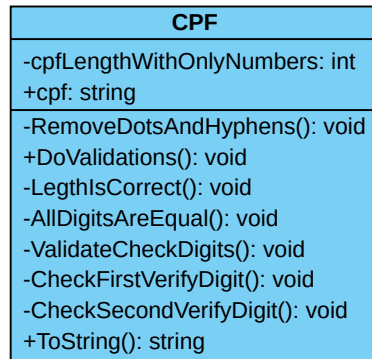 CPF
-cpfLengthWithOnlyNumbers: int
+cpf: string
-RemoveDotsAndHyphens(): void
+DoValidations(): void
-LegthIsCorrect(): void
-AllDigitsAreEqual(): void
-ValidateCheckDigits(): void
-CheckFirstVerifyDigit(): void
-CheckSecondVerifyDigit(): void
+ToString(): string